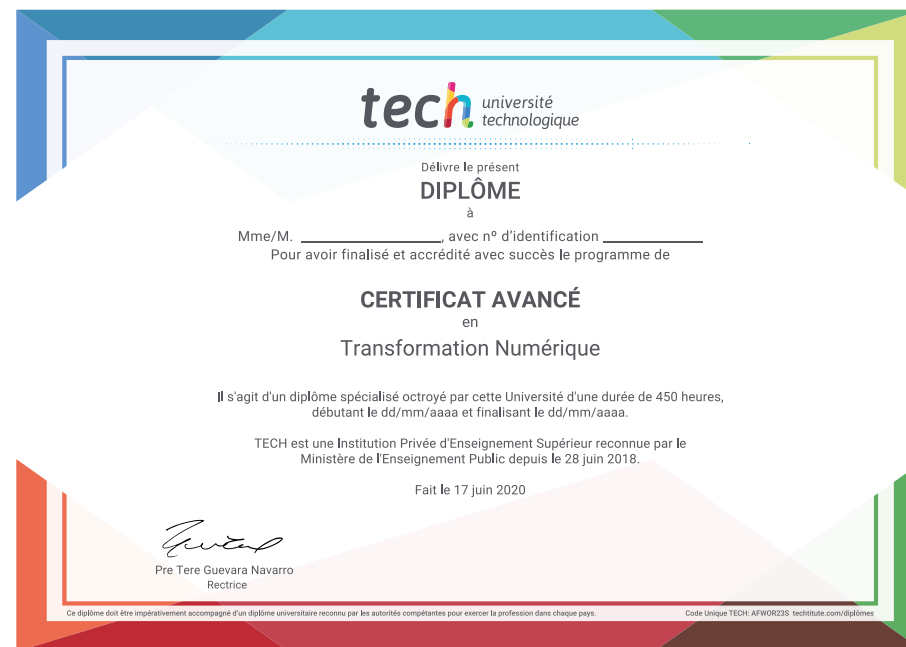 tech université
technologique
Délivre le présent
DIPLÔME
à
Mme/M. ____________________, avec nº d'identification ______________
Pour avoir finalisé et accrédité avec succès le programme de
CERTIFICAT AVANCÉ
en
Transformation Numérique
Il s'agit d'un diplôme spécialisé octroyé par cette Université d'une durée de 450 heures,
débutant le dd/mm/aaaa et finalisant le dd/mm/aaaa.
TECH est une Institution Privée d'Enseignement Supérieur reconnue par le
Ministère de l'Enseignement Public depuis le 28 juin 2018.
Fait le 17 juin 2020
Pre Tere Guevara Navarro
Rectrice
Ce diplôme doit être impérativement accompagné d'un diplôme universitaire reconnu par les autorités compétantes pour exercer la profession dans chaque pays.
Code Unique TECH: AFWOR23S techtitute.com/diplômes